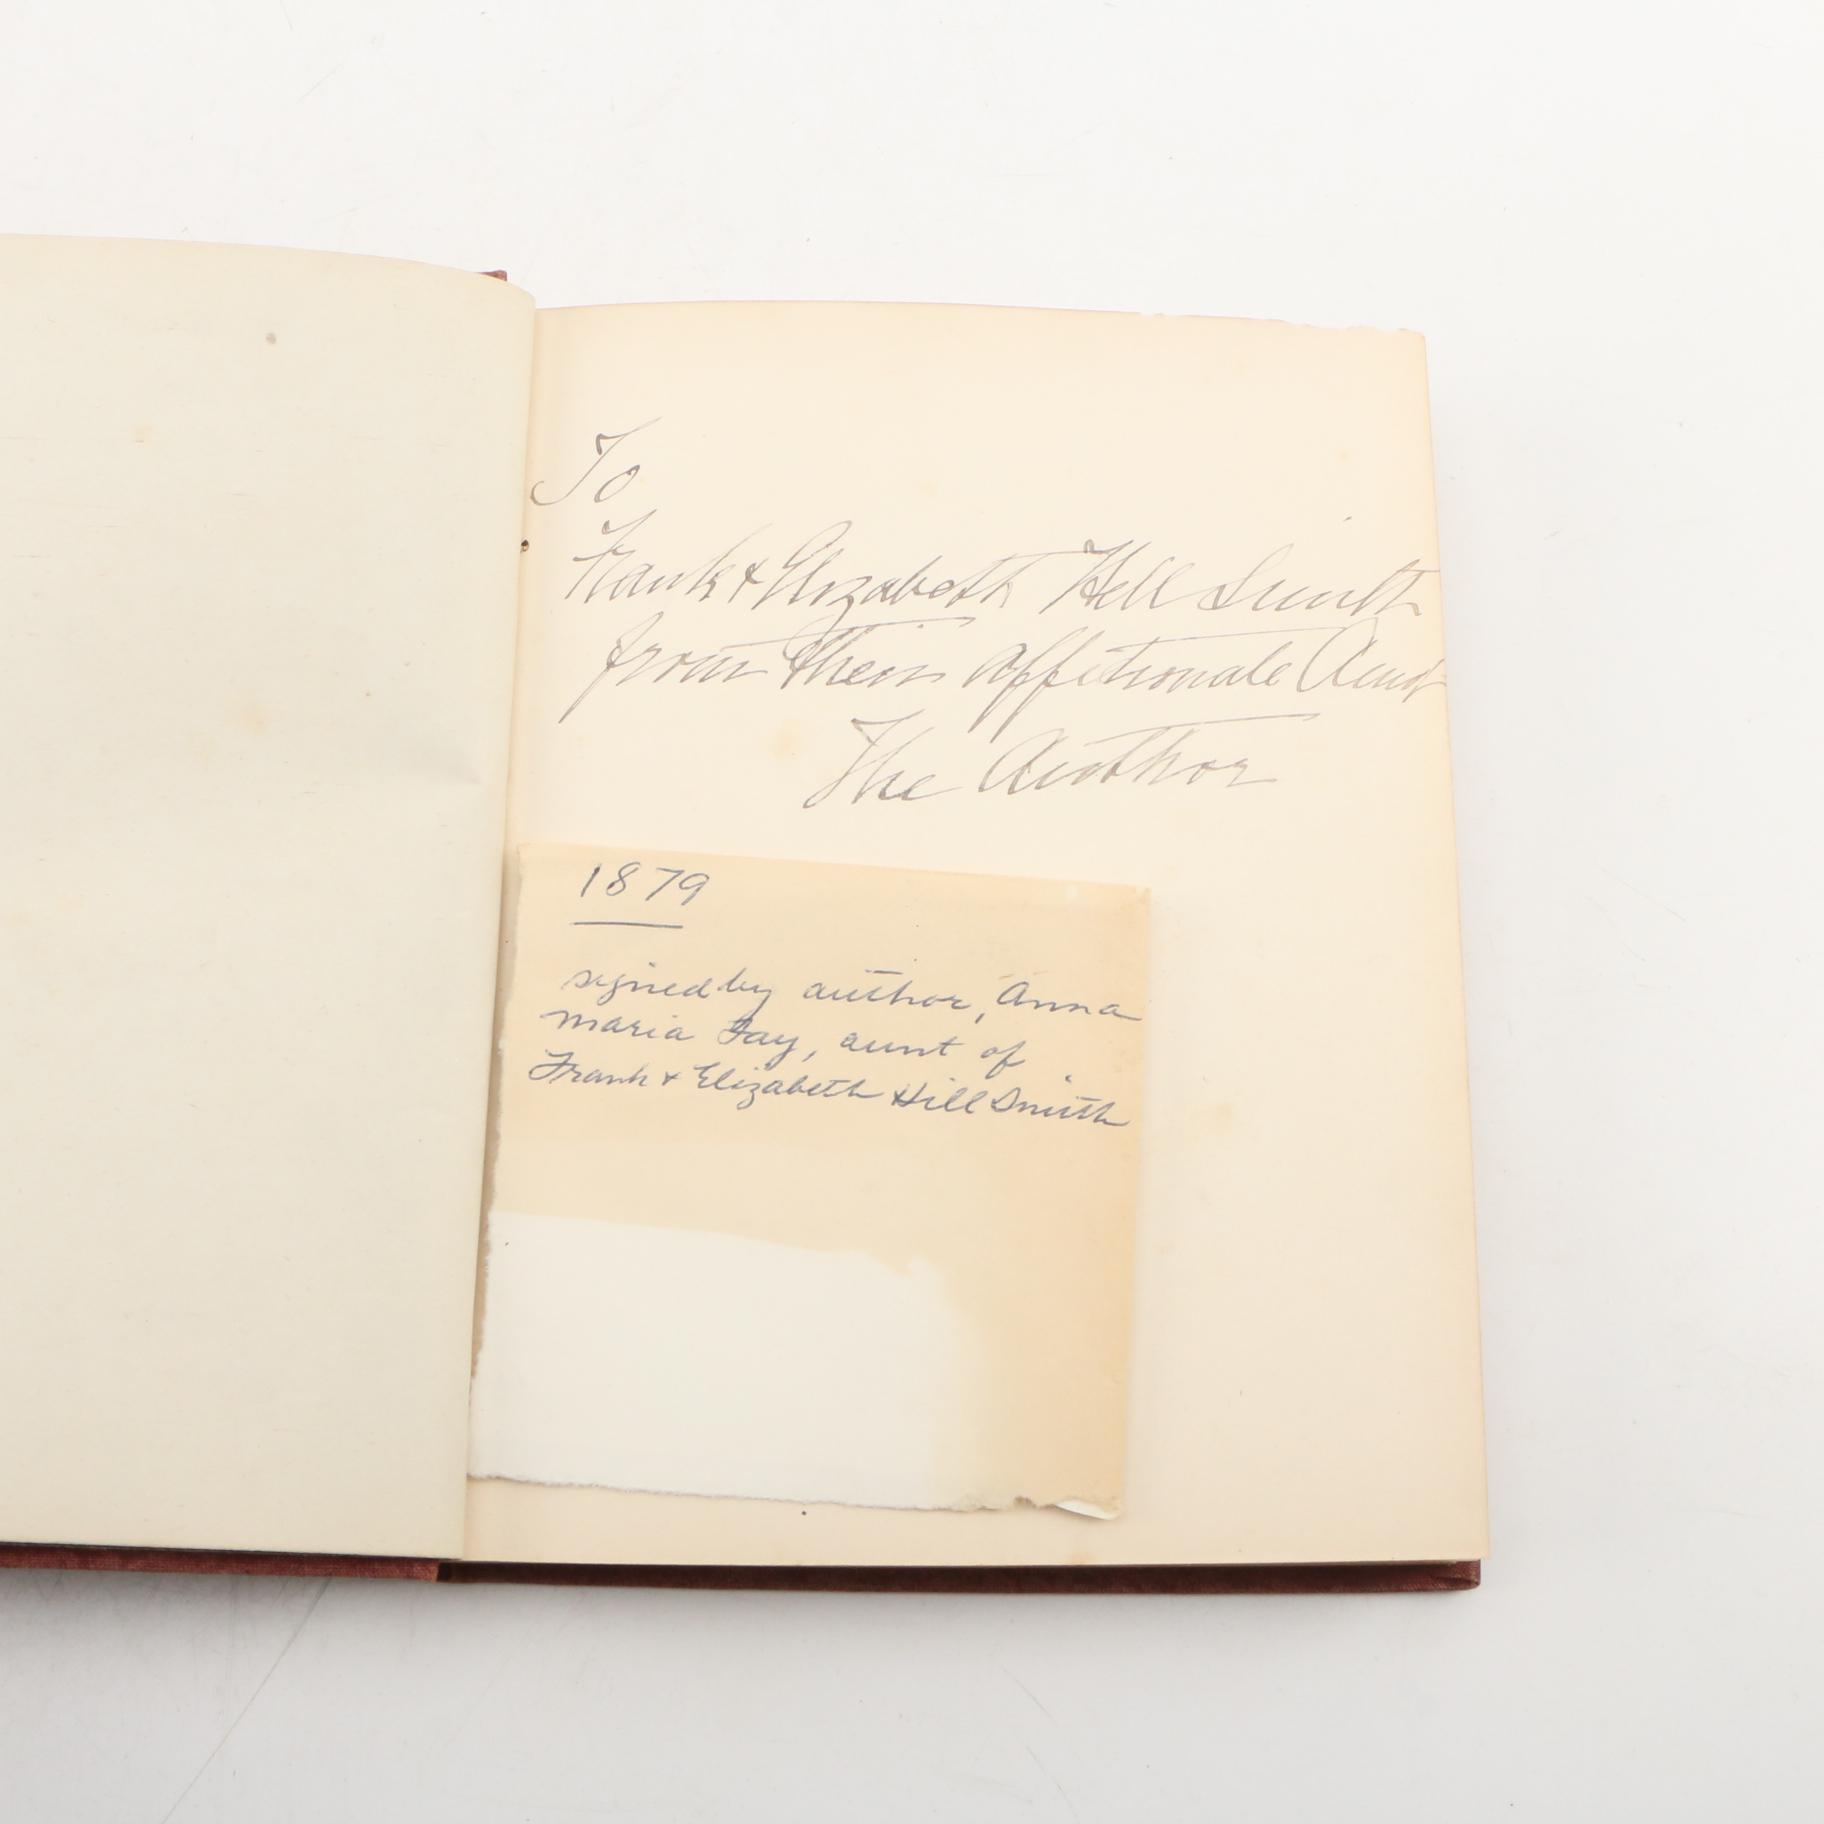 To
Frank & Elizabeth Hill Smith
from their affectionate Aunt
The Author
1879
signed by author, Anna
Maria Fay, aunt of
Frank & Elizabeth Hill Smith